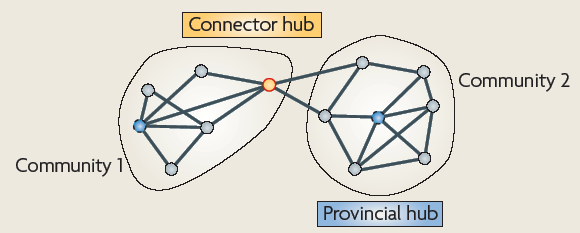 Connector hub
Community 2
Community 1
Provincial hub